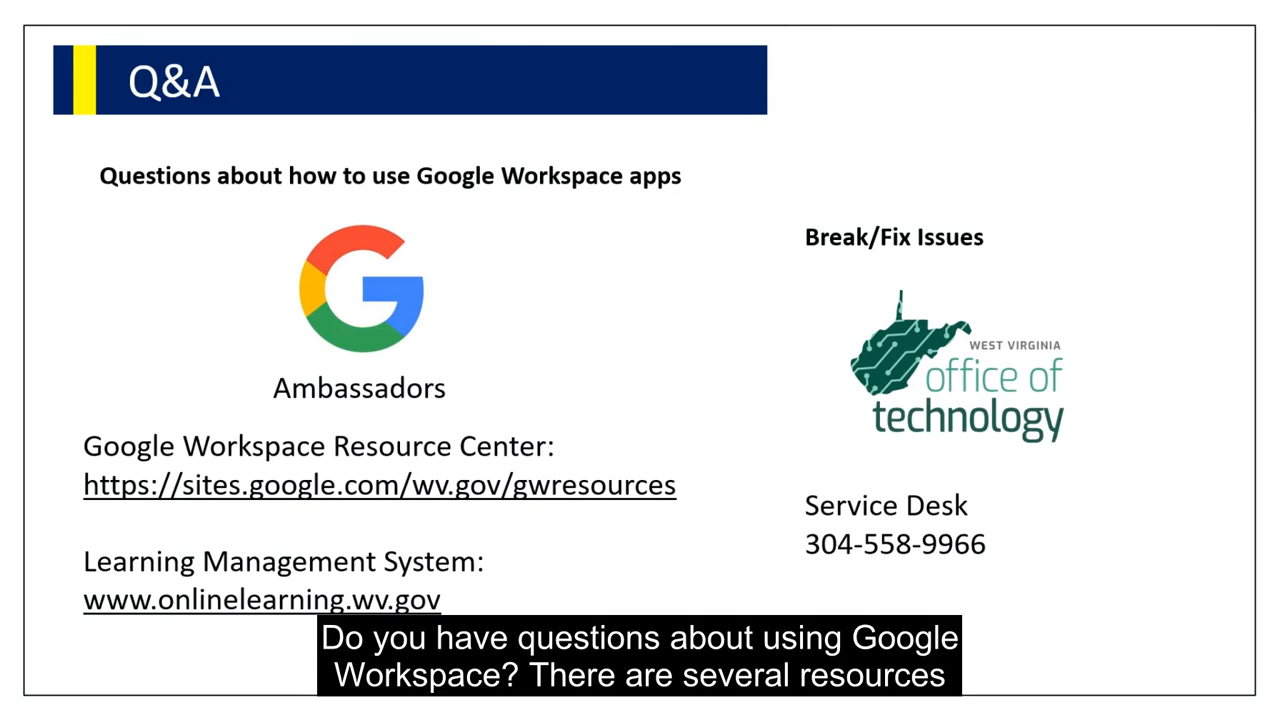 Q&A
Questions about how to use Google Workspace apps
Ambassadors
Google Workspace Resource Center:
https://sites.google.com/wv.gov/gwresources
Learning Management System:
www.onlinelearning.wv.gov
Break/Fix Issues
WEST VIRGINIA
office of
technology
Service Desk
304-558-9966
Do you have questions about using Google
Workspace? There are several resources